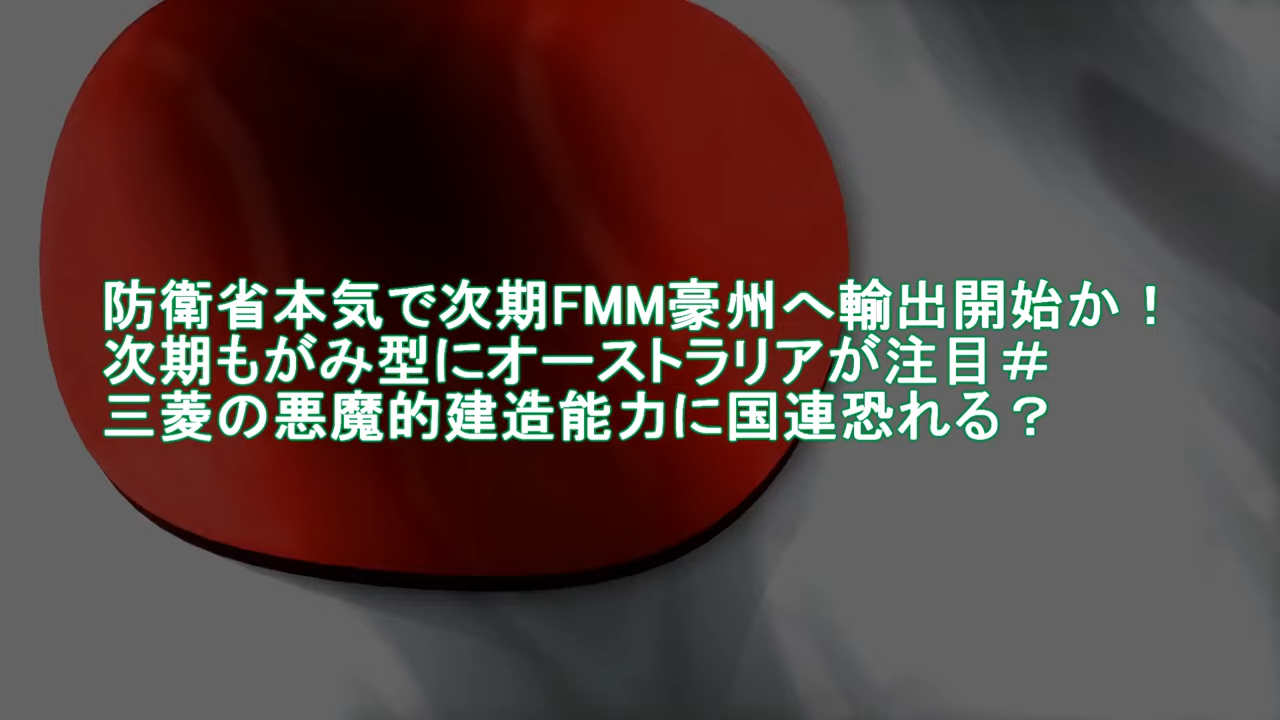 防衛省本気で次期FMM豪州へ輸出開始か！
次期もがみ型にオーストラリアが注目＃
三菱の悪魔的建造能力に国連恐れる？